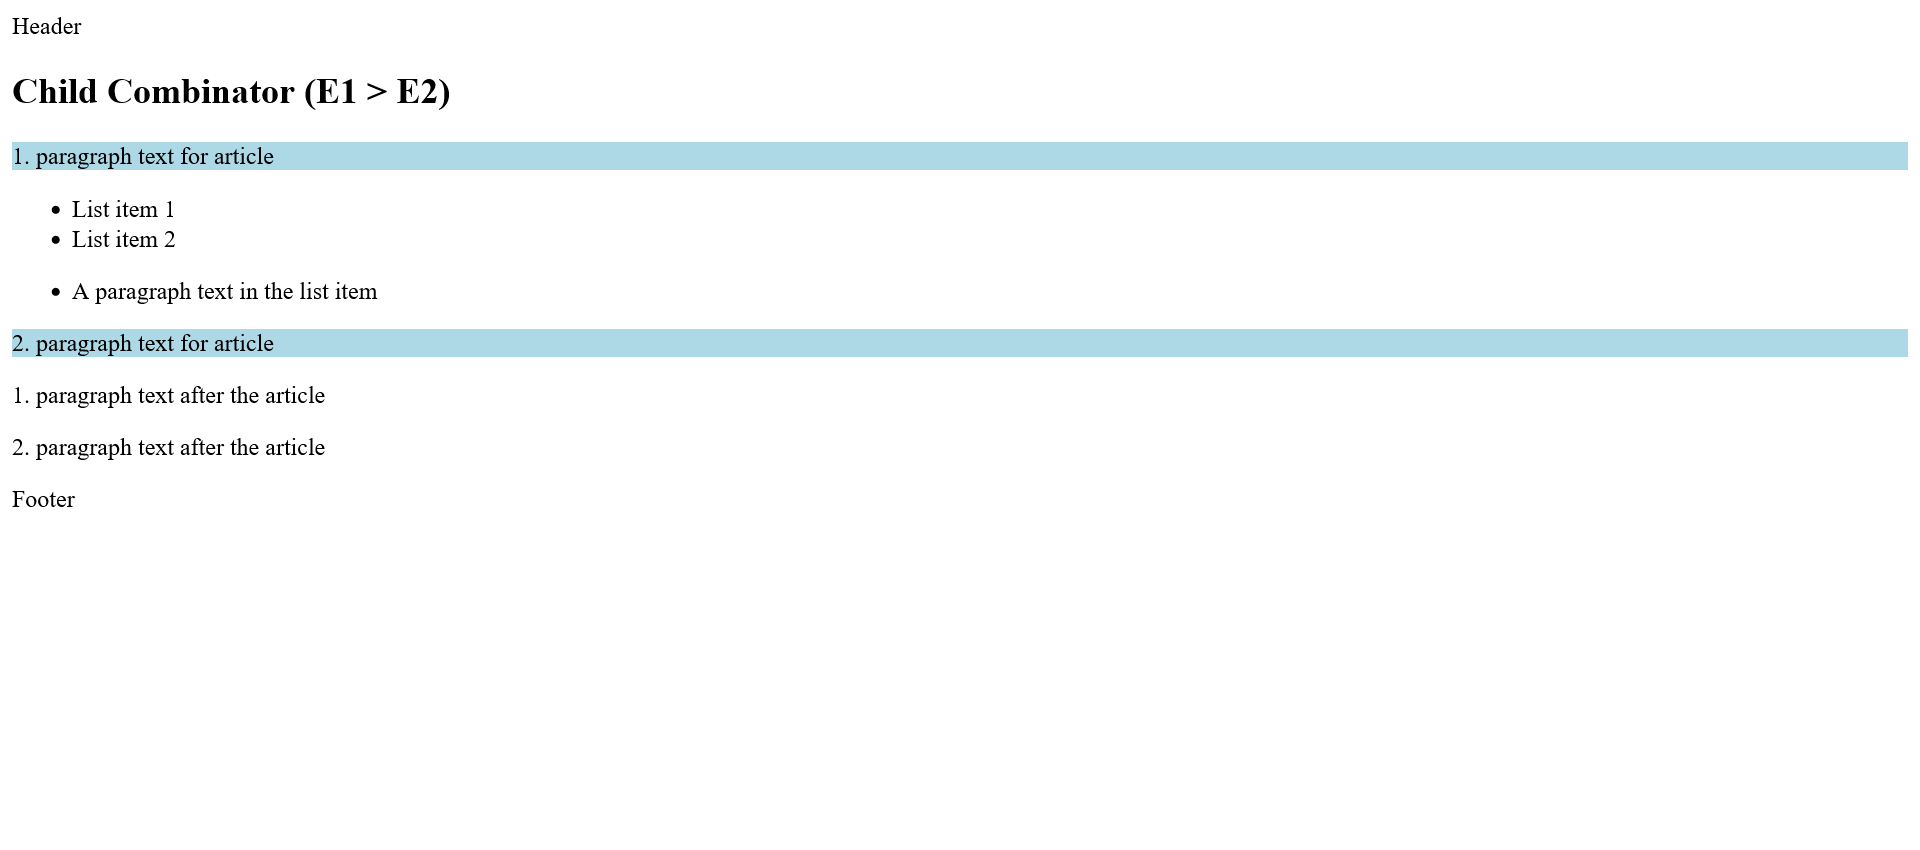 Header
Child Combinator (E1 > E2)
1. paragraph text for article
• List item 1
• List item 2
• A paragraph text in the list item
2. paragraph text for article
1. paragraph text after the article
2. paragraph text after the article
Footer